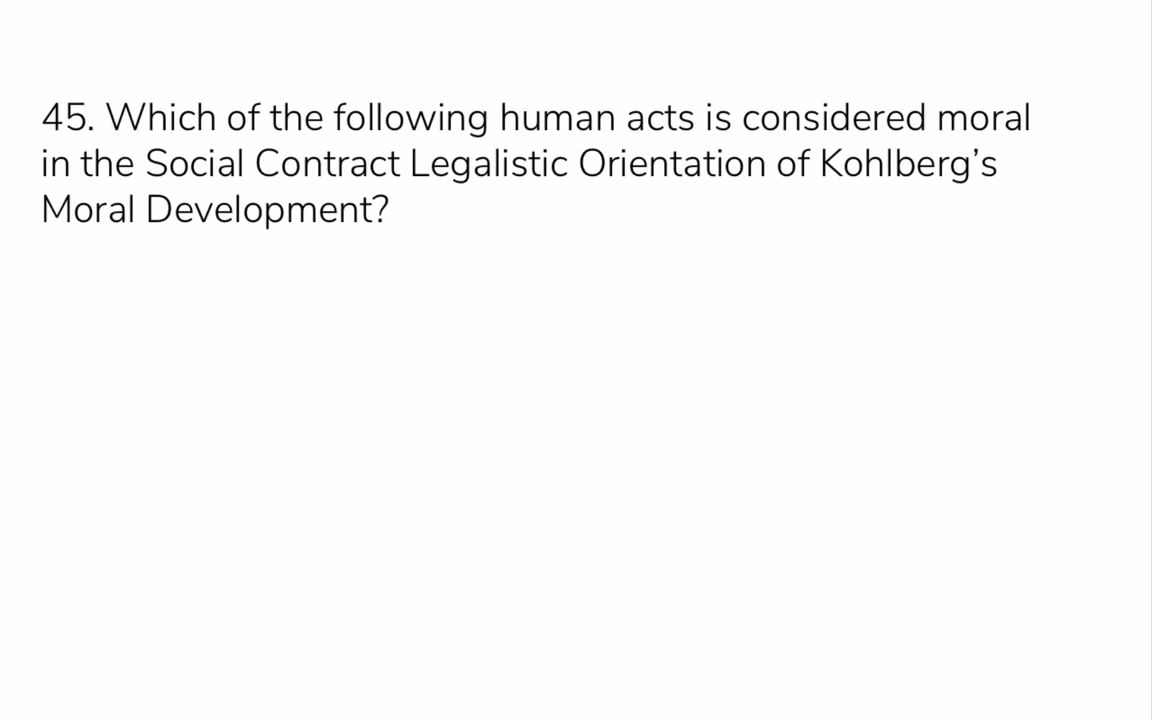 45. Which of the following human acts is considered moral
in the Social Contract Legalistic Orientation of Kohlberg’s
Moral Development?